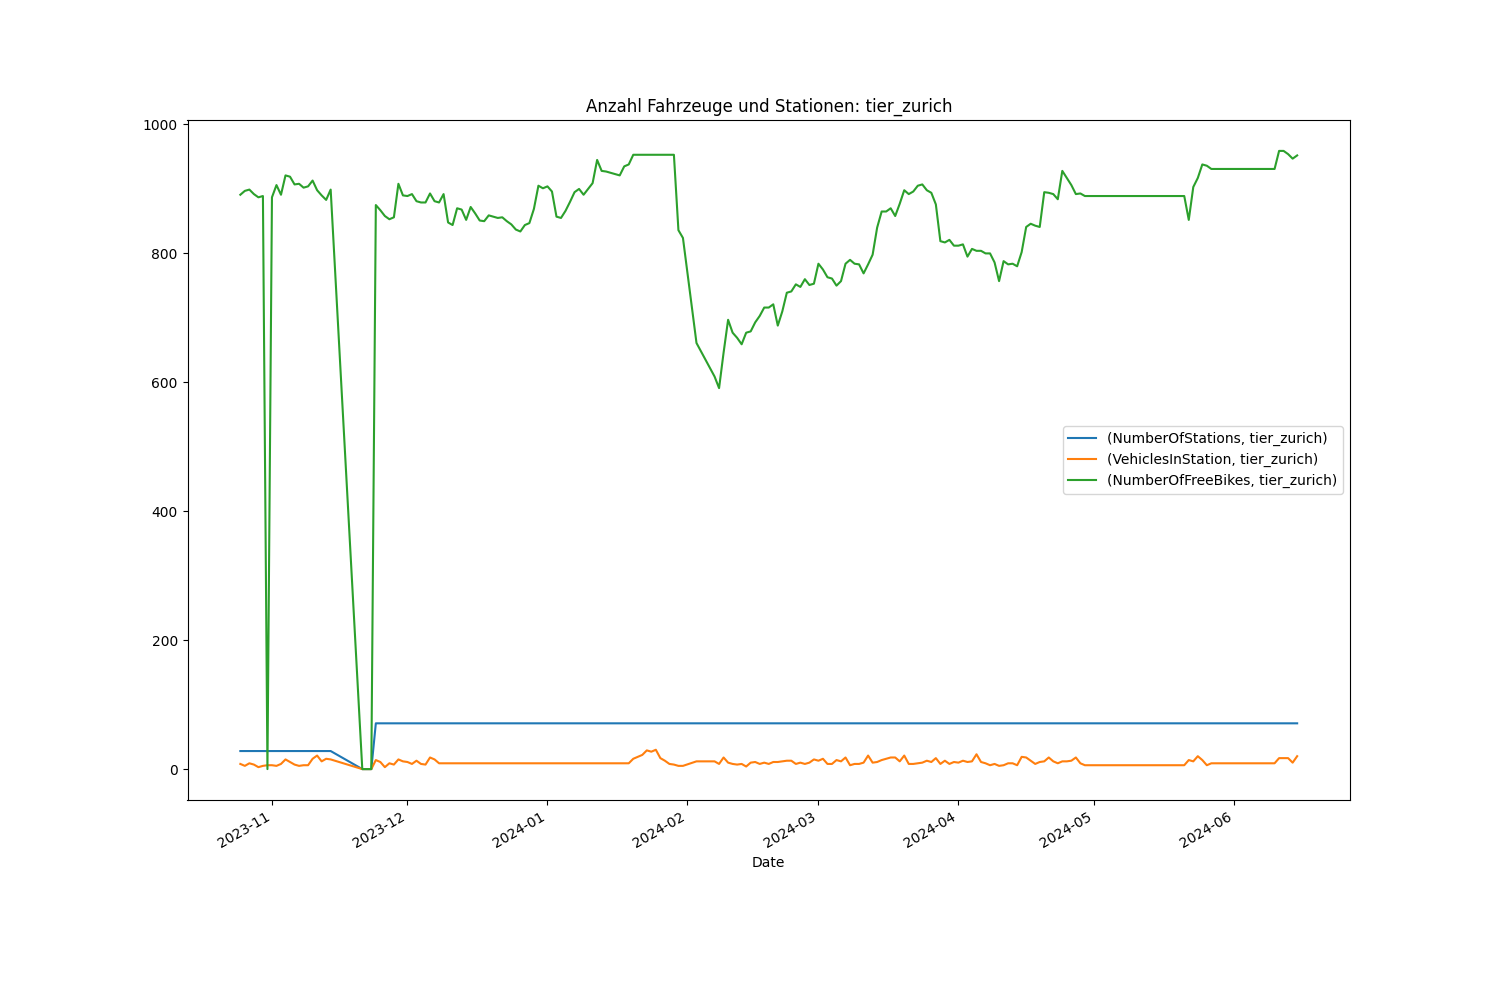 Anzahl Fahrzeuge und Stationen: tier_zurich
1000
800
600
400
200
0
(NumberOfStations, tier_zurich)
(VehiclesInStation, tier_zurich)
(NumberOfFreeBikes, tier_zurich)
2023-11
2023-12
2024-01
2024-02
2024-03
2024-04
2024-05
2024-06
Date